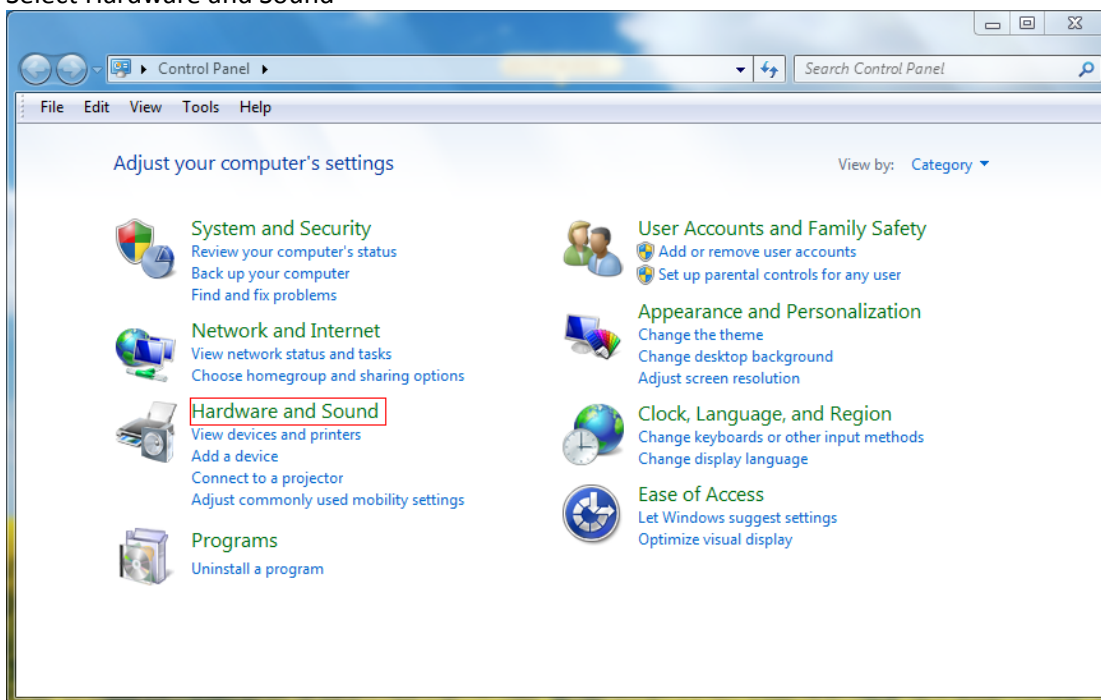 Select Hardware and Sound
Control Panel
Search Control Panel
File Edit View Tools Help
Adjust your computer's settings
View by: Category
System and Security
Review your computer's status
Back up your computer
Find and fix problems
Network and Internet
View network status and tasks
Choose homegroup and sharing options
Hardware and Sound
View devices and printers
Add a device
Connect to a projector
Adjust commonly used mobility settings
Programs
Uninstall a program
User Accounts and Family Safety
Add or remove user accounts
Set up parental controls for any user
Appearance and Personalization
Change the theme
Change desktop background
Adjust screen resolution
Clock, Language, and Region
Change keyboards or other input methods
Change display language
Ease of Access
Let Windows suggest settings
Optimize visual display